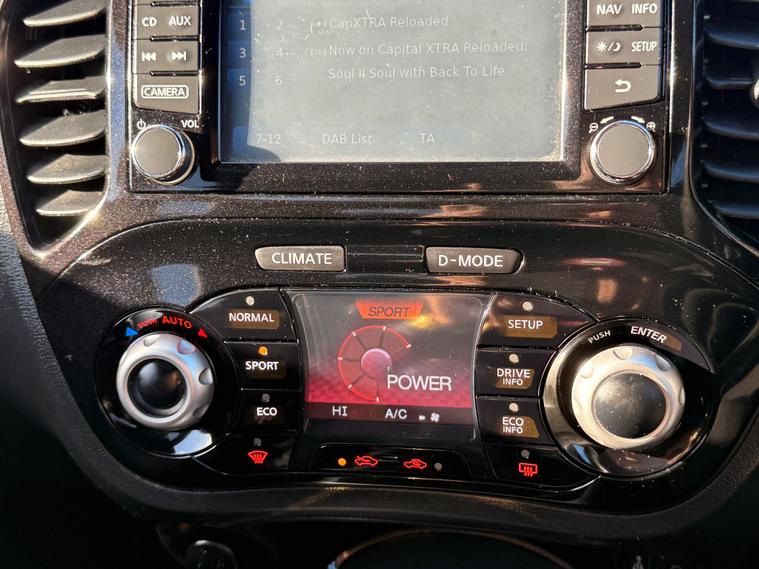 CD AUX
CAMERA
VOL
1 2 CapXTRA Reloaded
3 4 Now on Capital XTRA Reloaded:
5 6 Soul II Soul with Back To Life
7-12 DAB List TA
NAV INFO
SETUP
CLIMATE
D-MODE
PUSH AUTO
NORMAL
SPORT
ECO
SPORT
POWER
HI A/C
SETUP
DRIVE
INFO
ECO
INFO
PUSH ENTER